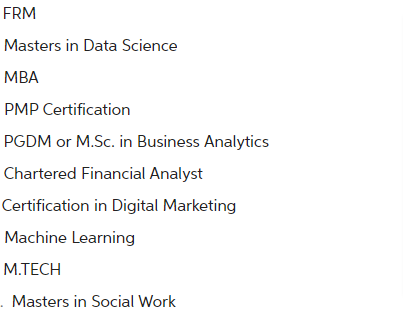 FRM
Masters in Data Science
MBA
PMP Certification
PGDM or M.Sc. in Business Analytics
Chartered Financial Analyst
Certification in Digital Marketing
Machine Learning
M.TECH
. Masters in Social Work